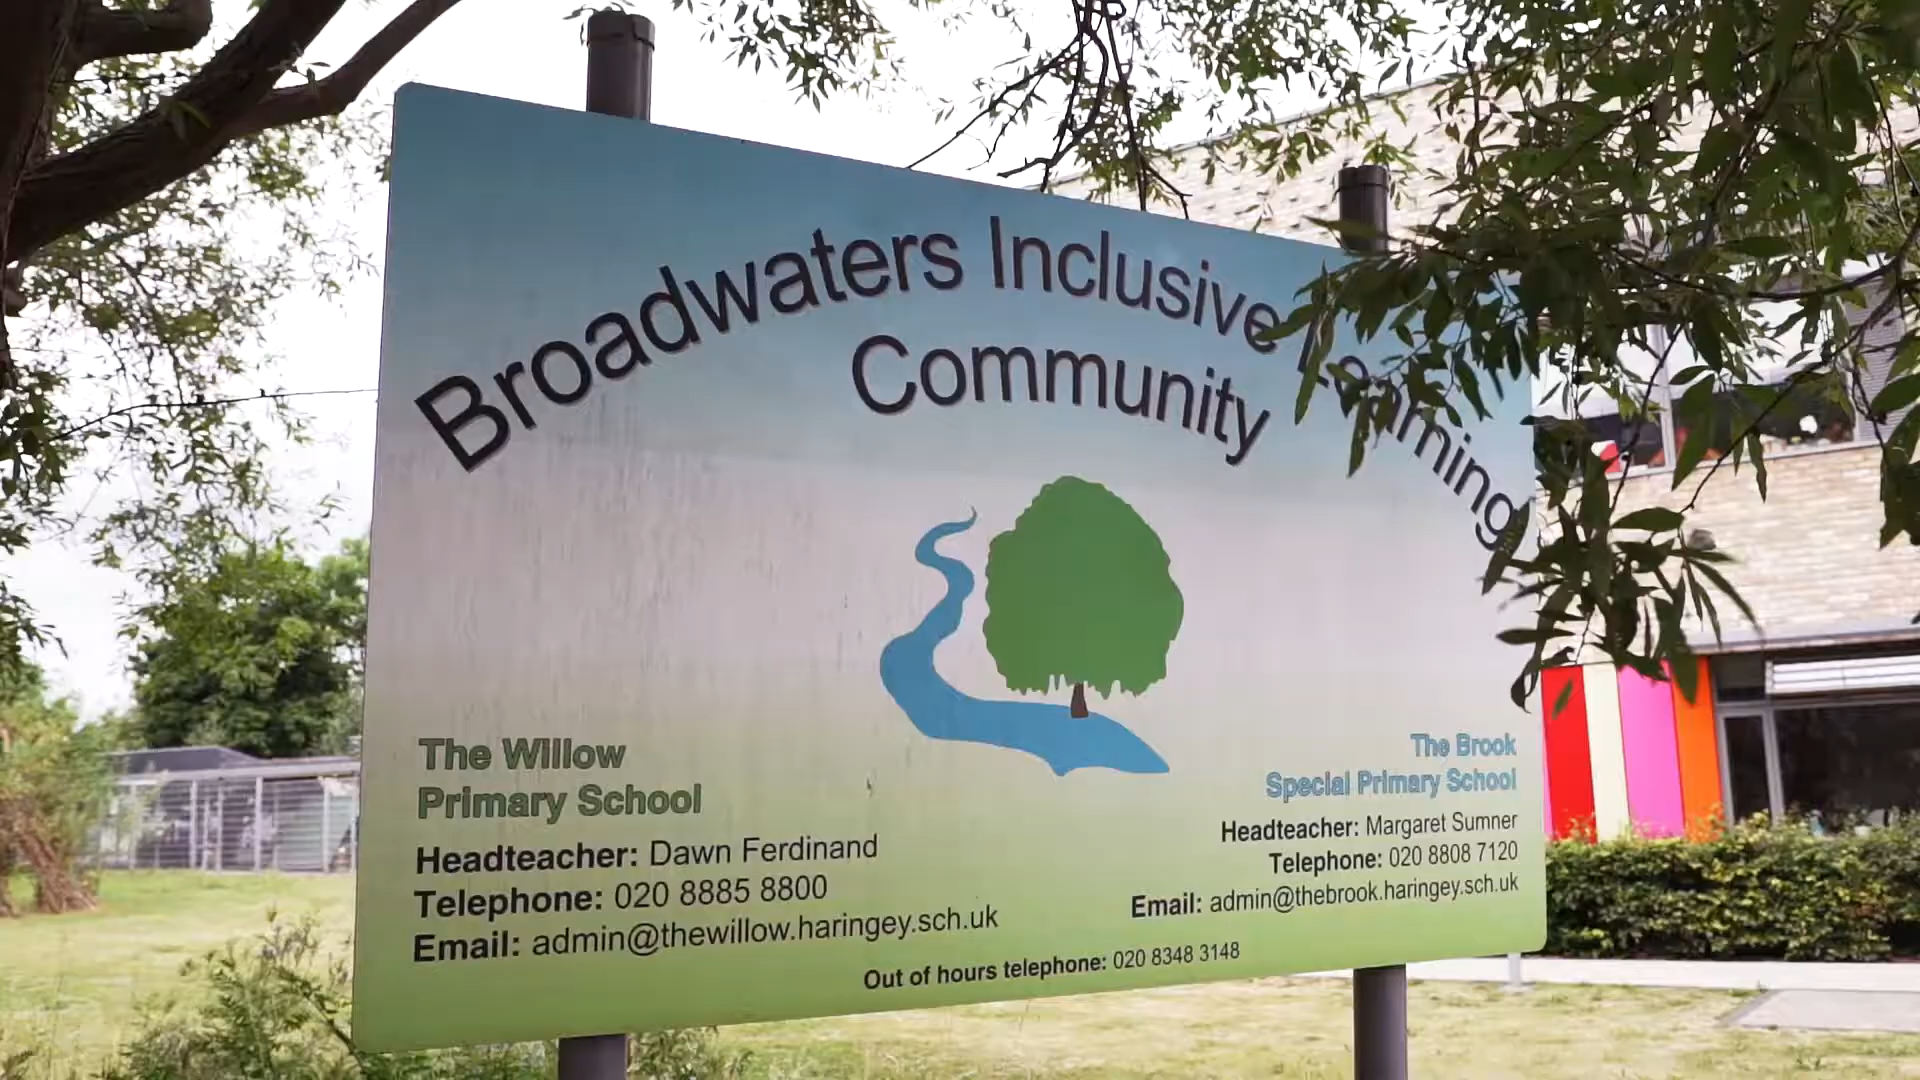 Broadwaters Inclusive Learning
Community
The Willow
Primary School
Headteacher: Dawn Ferdinand
Telephone: 020 8885 8800
Email: admin@thewillow.haringey.sch.uk
The Brook
Special Primary School
Headteacher: Margaret Sumner
Telephone: 020 8808 7120
Email: admin@thebrook.haringey.sch.uk
Out of hours telephone: 020 8348 3148